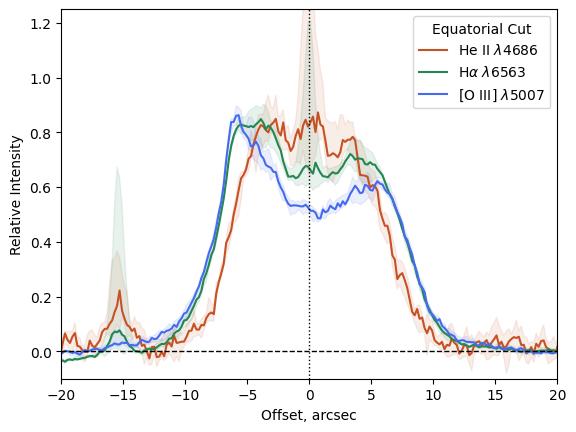 Equatorial Cut
He II λ4686
Hα λ6563
[O III] λ5007
Relative Intensity
1.2
1.0
0.8
0.6
0.4
0.2
0.0
−20 −15 −10 −5 0 5 10 15 20
Offset, arcsec